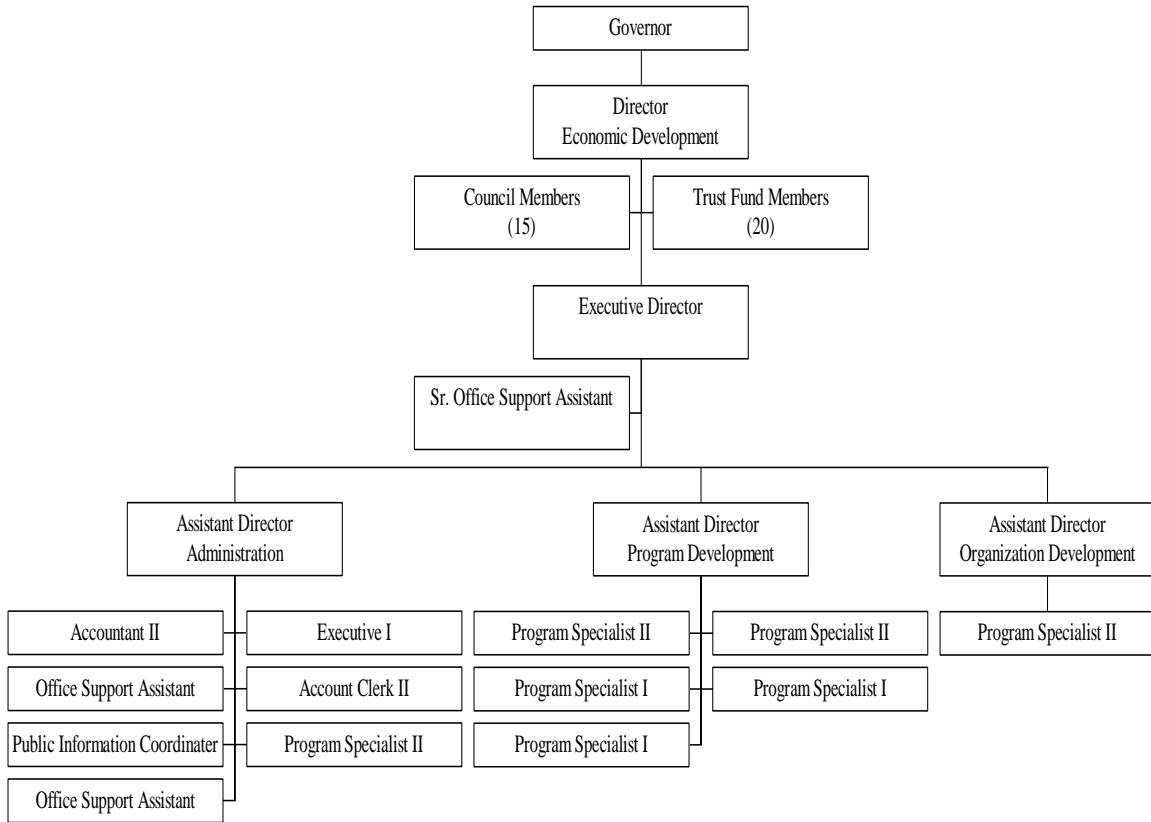 Governor
Director
Economic Development
Council Members
(15)
Trust Fund Members
(20)
Executive Director
Sr. Office Support Assistant
Assistant Director
Administration
Assistant Director
Program Development
Assistant Director
Organization Development
Accountant II
Executive I
Program Specialist II
Program Specialist II
Program Specialist II
Office Support Assistant
Account Clerk II
Program Specialist I
Program Specialist I
Public Information Coordinater
Program Specialist II
Program Specialist I
Office Support Assistant